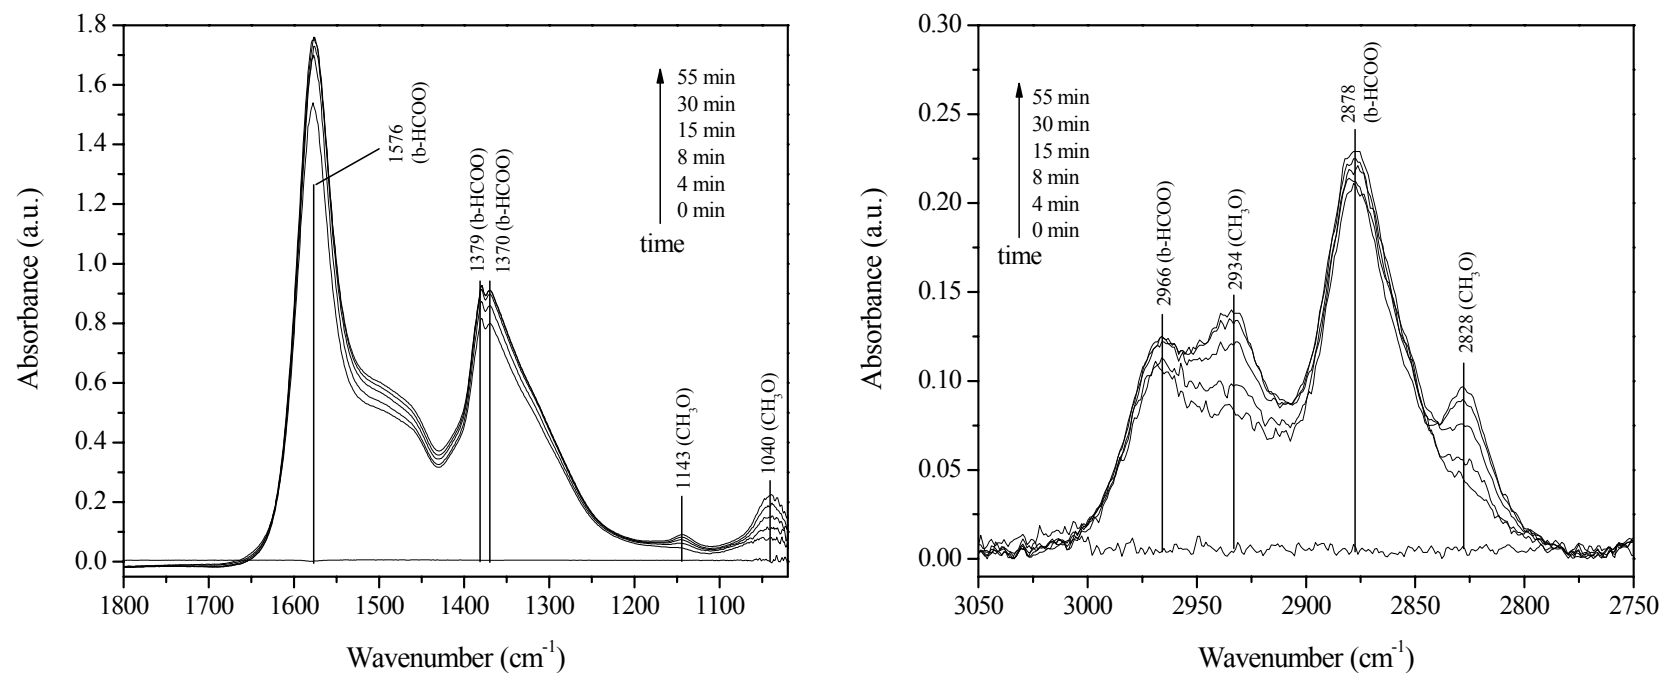 1.8
1.6
1.4
1.2
1.0
0.8
0.6
0.4
0.2
0.0
Absorbance (a.u.)
1576
(b-HCOO)
1379 (b-HCOO)
1370 (b-HCOO)
1143 (CH₃O)
1040 (CH₃O)
55 min
30 min
15 min
8 min
4 min
0 min
time
1800 1700 1600 1500 1400 1300 1200 1100
Wavenumber (cm⁻¹)
0.30
0.25
0.20
0.15
0.10
0.05
0.00
Absorbance (a.u.)
55 min
30 min
15 min
8 min
4 min
0 min
time
2966 (b-HCOO)
2934 (CH₃O)
2878
(b-HCOO)
2828 (CH₃O)
3050 3000 2950 2900 2850 2800 2750
Wavenumber (cm⁻¹)